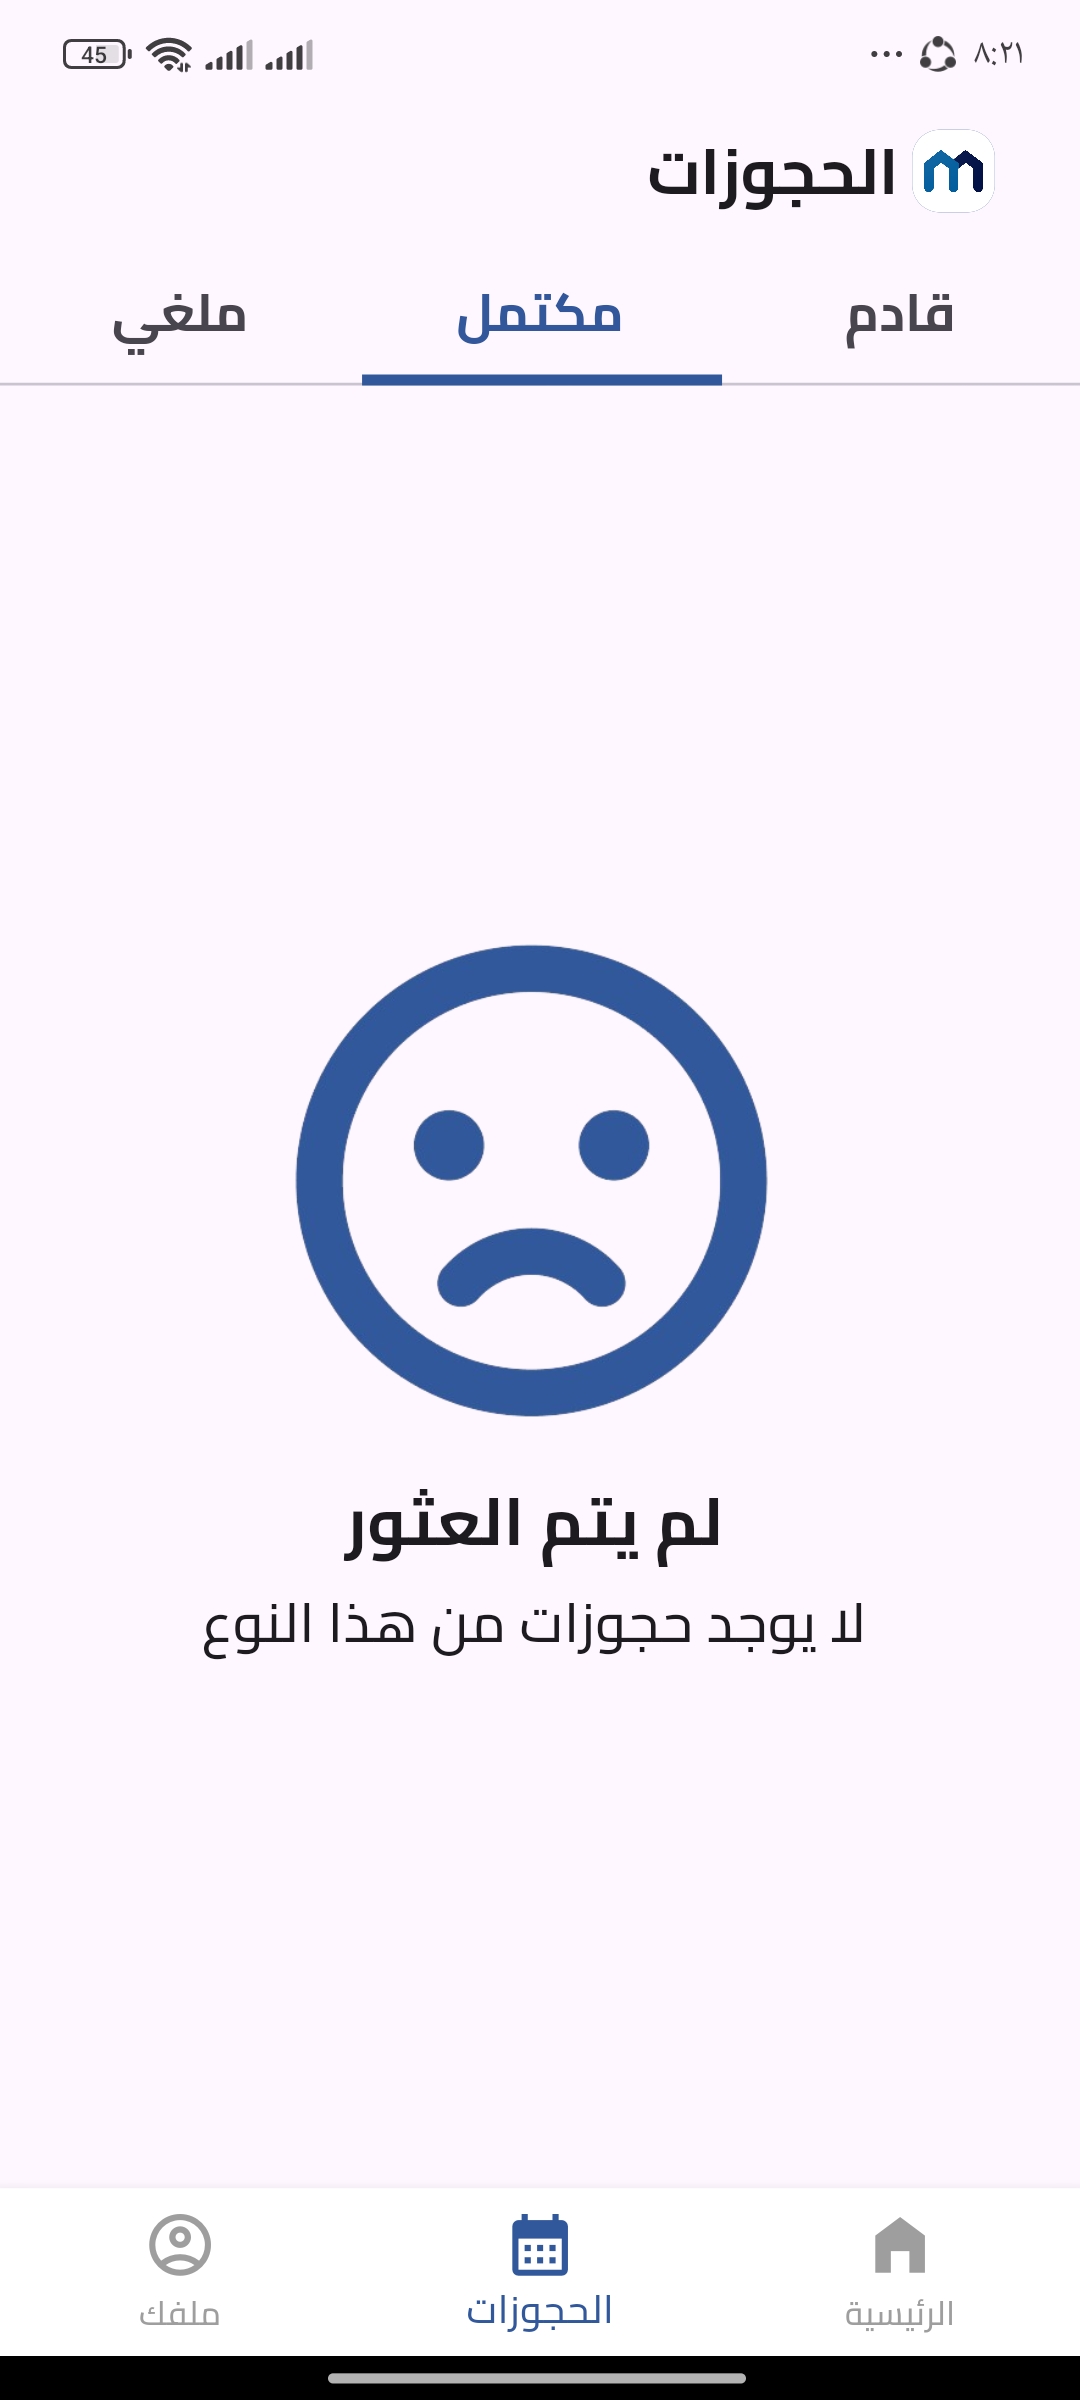 ٨:٢١
45
الحجوزات
قادم
مكتمل
ملغي
لم يتم العثور
لا يوجد حجوزات من هذا النوع
الرئيسية
الحجوزات
ملفك